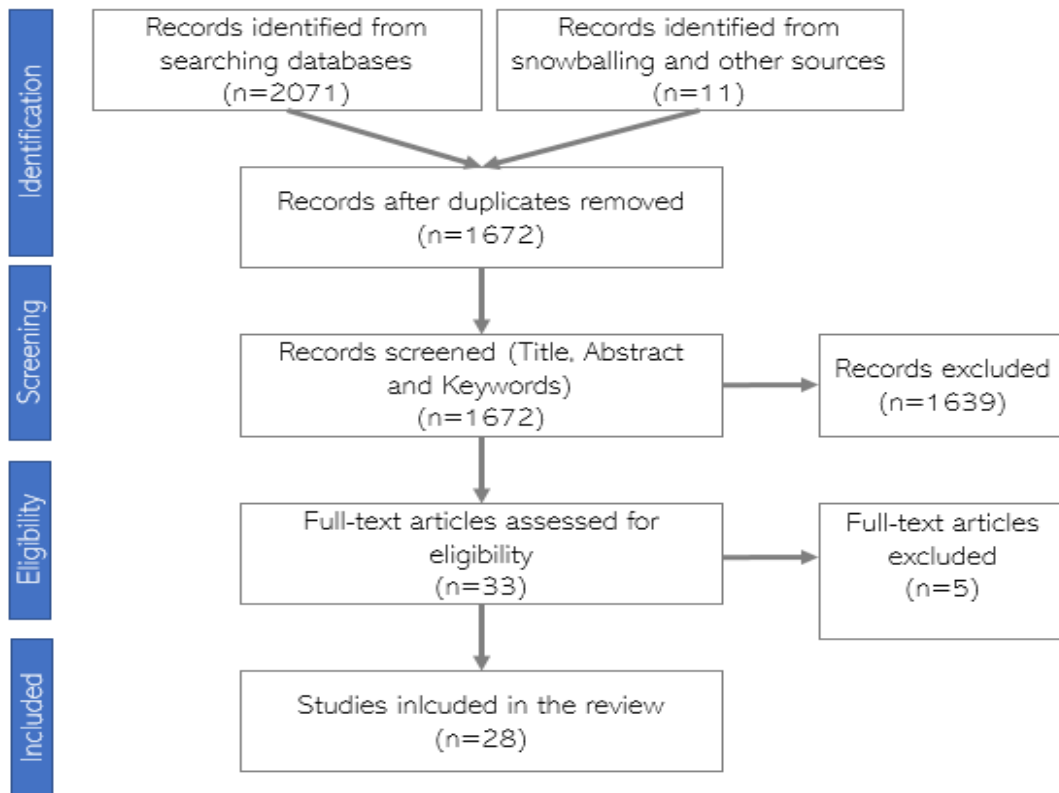 Identification
Records identified from
searching databases
(n=2071)
Records identified from
snowballing and other sources
(n=11)
Records after duplicates removed
(n=1672)
Screening
Records screened (Title, Abstract
and Keywords)
(n=1672)
Records excluded
(n=1639)
Eligibility
Full-text articles assessed for
eligibility
(n=33)
Full-text articles
excluded
(n=5)
Included
Studies inlcuded in the review
(n=28)